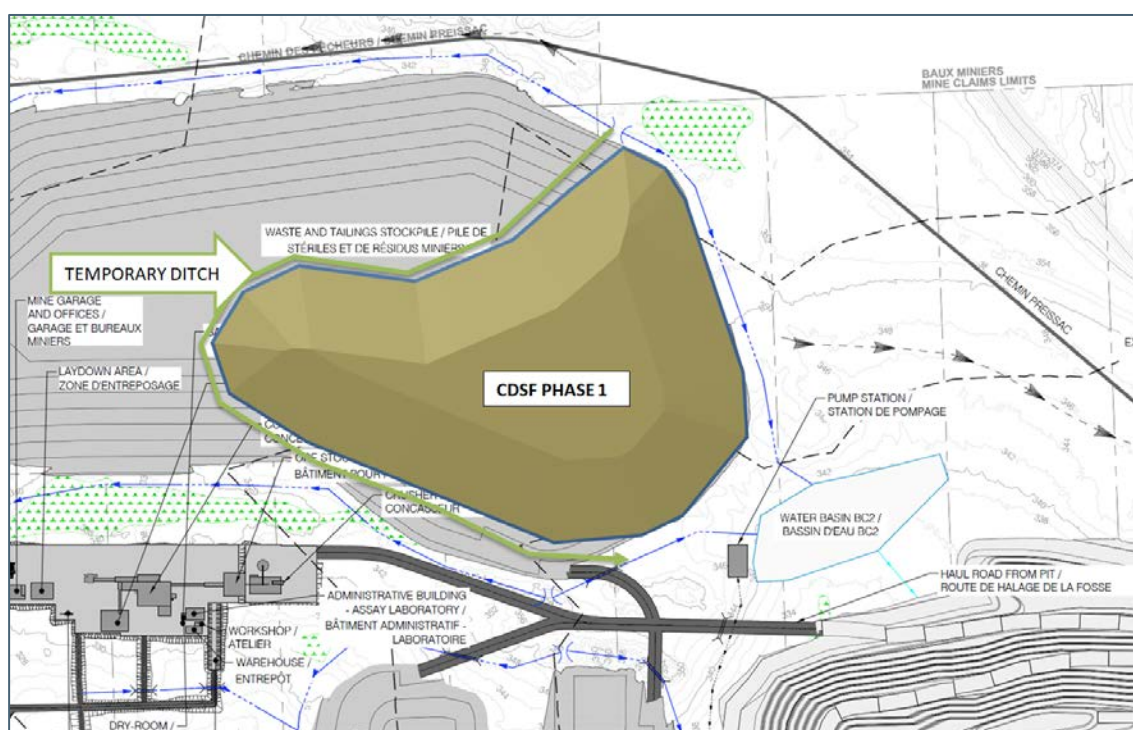 CHEMIN DES PÊCHEURS / CHEMIN PREISSAC
BAUX MINIERS
MINE CLAIMS LIMITS
WASTE AND TAILINGS STOCKPILE / PILE DE
STÉRILES ET DE RÉSIDUS MINIERS
TEMPORARY DITCH
MINE GARAGE
AND OFFICES /
GARAGE ET BUREAUX
MINIERS
LAYDOWN AREA /
ZONE D'ENTREPOSAGE
CDSF PHASE 1
CHEMIN PREISSAC
PUMP STATION /
STATION DE POMPAGE
BÂTIMENT POUR
CRUSHER
CONCASSEUR
WATER BASIN BC2 /
BASSIN D'EAU BC2
HAUL ROAD FROM PIT /
ROUTE DE HALAGE DE LA FOSSE
ADMINISTRATIVE BUILDING
- ASSAY LABORATORY /
BÂTIMENT ADMINISTRATIF -
LABORATOIRE
WORKSHOP /
ATELIER
WAREHOUSE /
ENTREPÔT
DRY-ROOM /